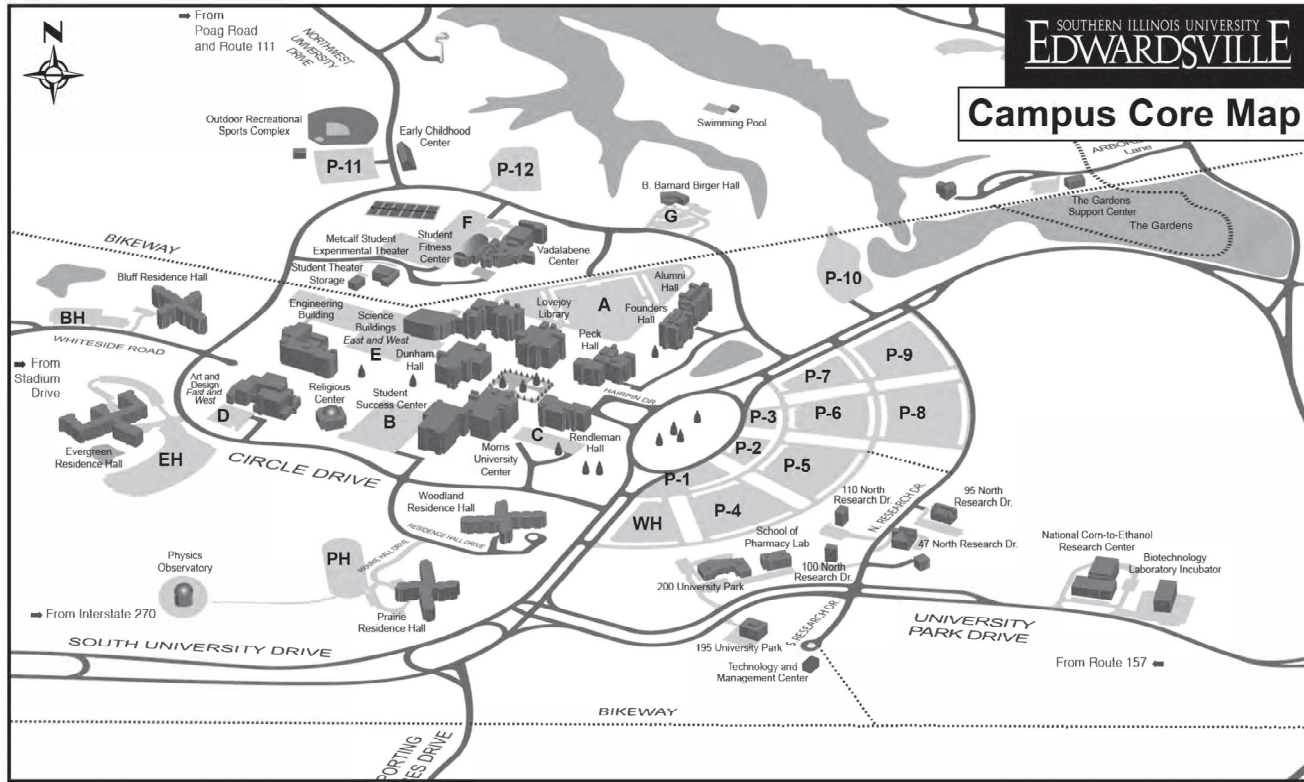 SOUTHERN ILLINOIS UNIVERSITY
EDWARDSVILLE
Campus Core Map
N
From
Poag Road
and Route 111
NORTHWEST
UNIVERSITY
DRIVE
Outdoor Recreational
Sports Complex
Early Childhood
Center
P-11
P-12
Swimming Pool
B. Barnard Birger Hall
G
Lane
The Gardens
Support Center
The Gardens
BIKEWAY
F
Metcalf Student
Expmental Theater
Student
Fitness
Center
Vadalabene
Center
Student Theater
Storage
P-10
Bluff Residence Hall
BH
WHITESIDE ROAD
Engineering
Building
Science
Buildings
East and West
E
Lovejoy
Library
A
Alumni
Hall
Founders
Hall
Peck
Hall
Dunham
Hall
From
Stadium
Drive
Art and
Design
East and
West
D
Religious
Center
Student
Success Center
B
HAIRPIN DR
C
Rendleman
Hall
Morris
University
Center
P-9
P-7
P-8
P-6
P-3
P-2
P-5
P-1
P-4
WH
Evergreen
Residence Hall
EH
CIRCLE DRIVE
Woodland
Residence Hall
RESIDENCE HALL DRIVE
PRAIRIE HALL DRIVE
PH
Physics
Observatory
Prairie
Residence Hall
From Interstate 270
SOUTH UNIVERSITY DRIVE
110 North
Research Dr.
N. RESEARCH DR.
95 North
Research Dr.
School of
Pharmacy Lab
47 North Research Dr.
100 North
Research Dr.
200 University Park
National Corn-to-Ethanol
Research Center
Biotechnology
Laboratory Incubator
UNIVERSITY
PARK DRIVE
S. RESEARCH DR.
195 University Park
Technology and
Management Center
From Route 157
BIKEWAY